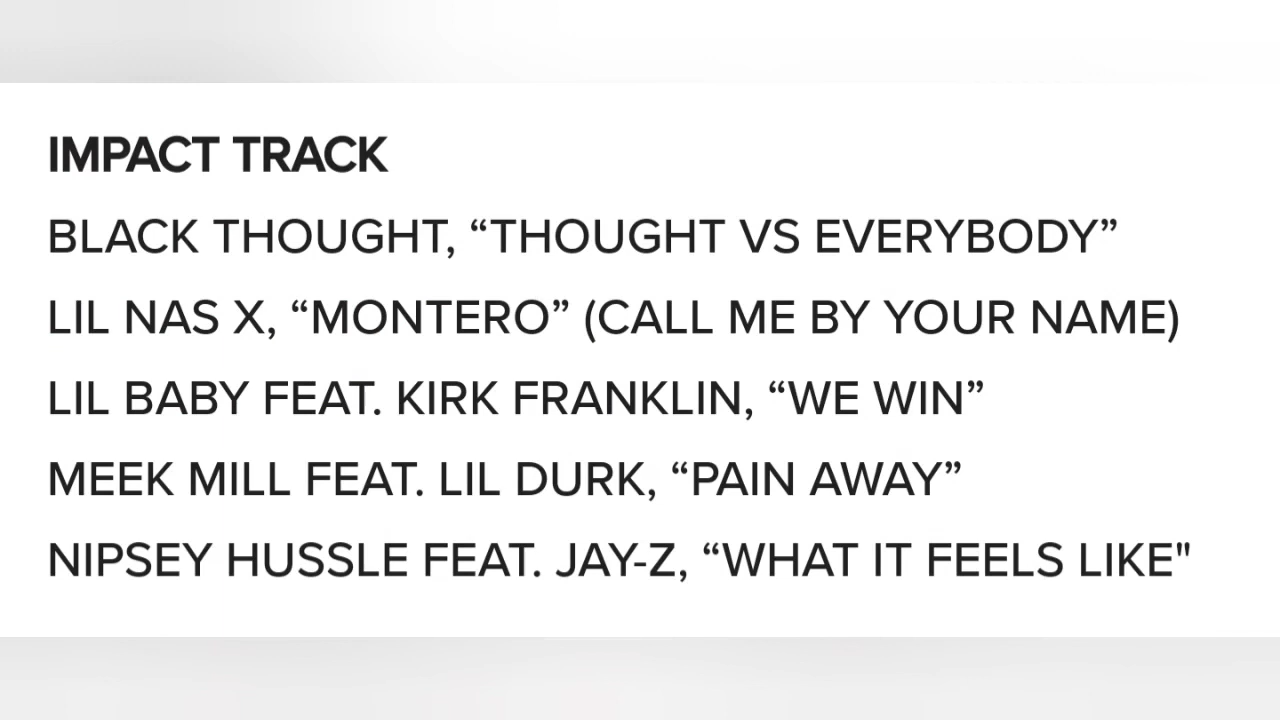 IMPACT TRACK
BLACK THOUGHT, “THOUGHT VS EVERYBODY”
LIL NAS X, “MONTERO” (CALL ME BY YOUR NAME)
LIL BABY FEAT. KIRK FRANKLIN, “WE WIN”
MEEK MILL FEAT. LIL DURK, “PAIN AWAY”
NIPSEY HUSSLE FEAT. JAY-Z, “WHAT IT FEELS LIKE"